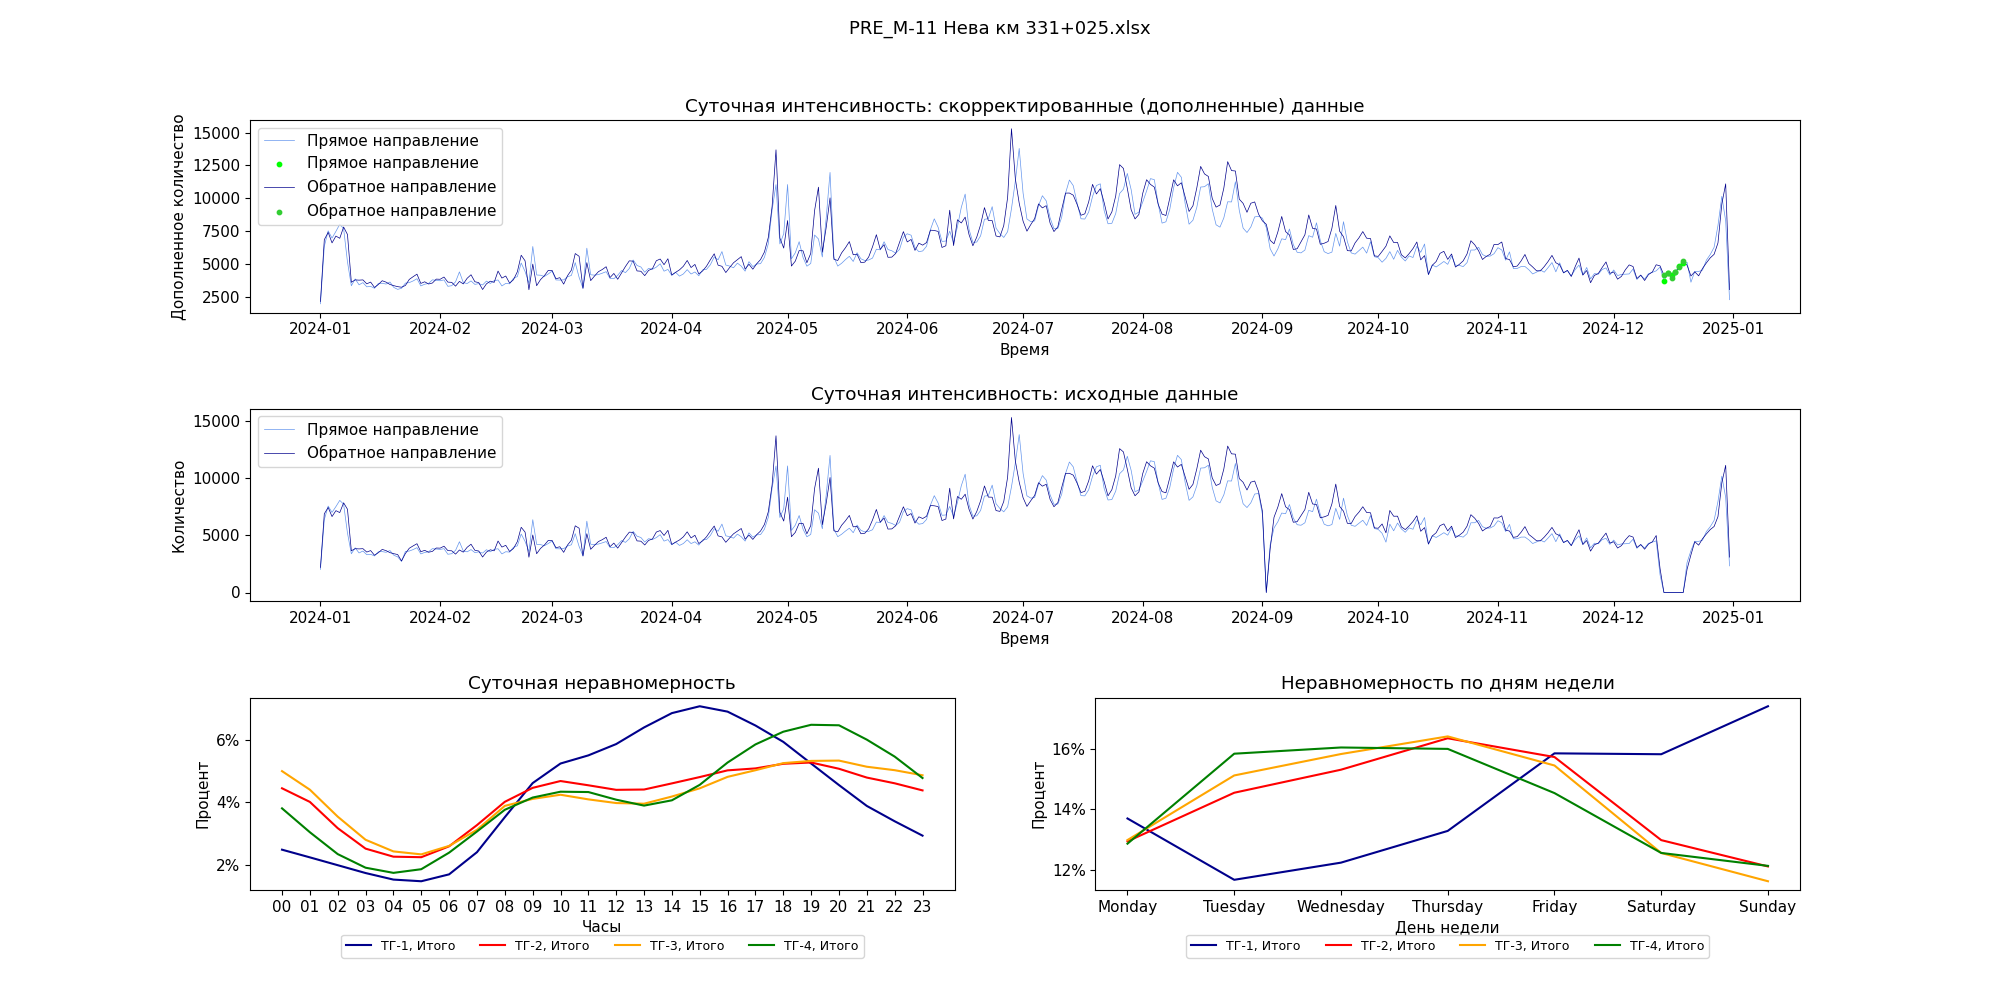 PRE_M-11 Нева км 331+025.xlsx
Суточная интенсивность: скорректированные (дополненные) данные
Дополненное количество
15000
12500
10000
7500
5000
2500
Прямое направление
Прямое направление
Обратное направление
Обратное направление
2024-01 2024-02 2024-03 2024-04 2024-05 2024-06 2024-07 2024-08 2024-09 2024-10 2024-11 2024-12 2025-01
Время
Суточная интенсивность: исходные данные
Количество
15000
10000
5000
0
Прямое направление
Обратное направление
2024-01 2024-02 2024-03 2024-04 2024-05 2024-06 2024-07 2024-08 2024-09 2024-10 2024-11 2024-12 2025-01
Время
Суточная неравномерность
Процент
6%
4%
2%
00 01 02 03 04 05 06 07 08 09 10 11 12 13 14 15 16 17 18 19 20 21 22 23
Часы
ТГ-1, Итого ТГ-2, Итого ТГ-3, Итого ТГ-4, Итого
Неравномерность по дням недели
Процент
16%
14%
12%
Monday Tuesday Wednesday Thursday Friday Saturday Sunday
День недели
ТГ-1, Итого ТГ-2, Итого ТГ-3, Итого ТГ-4, Итого